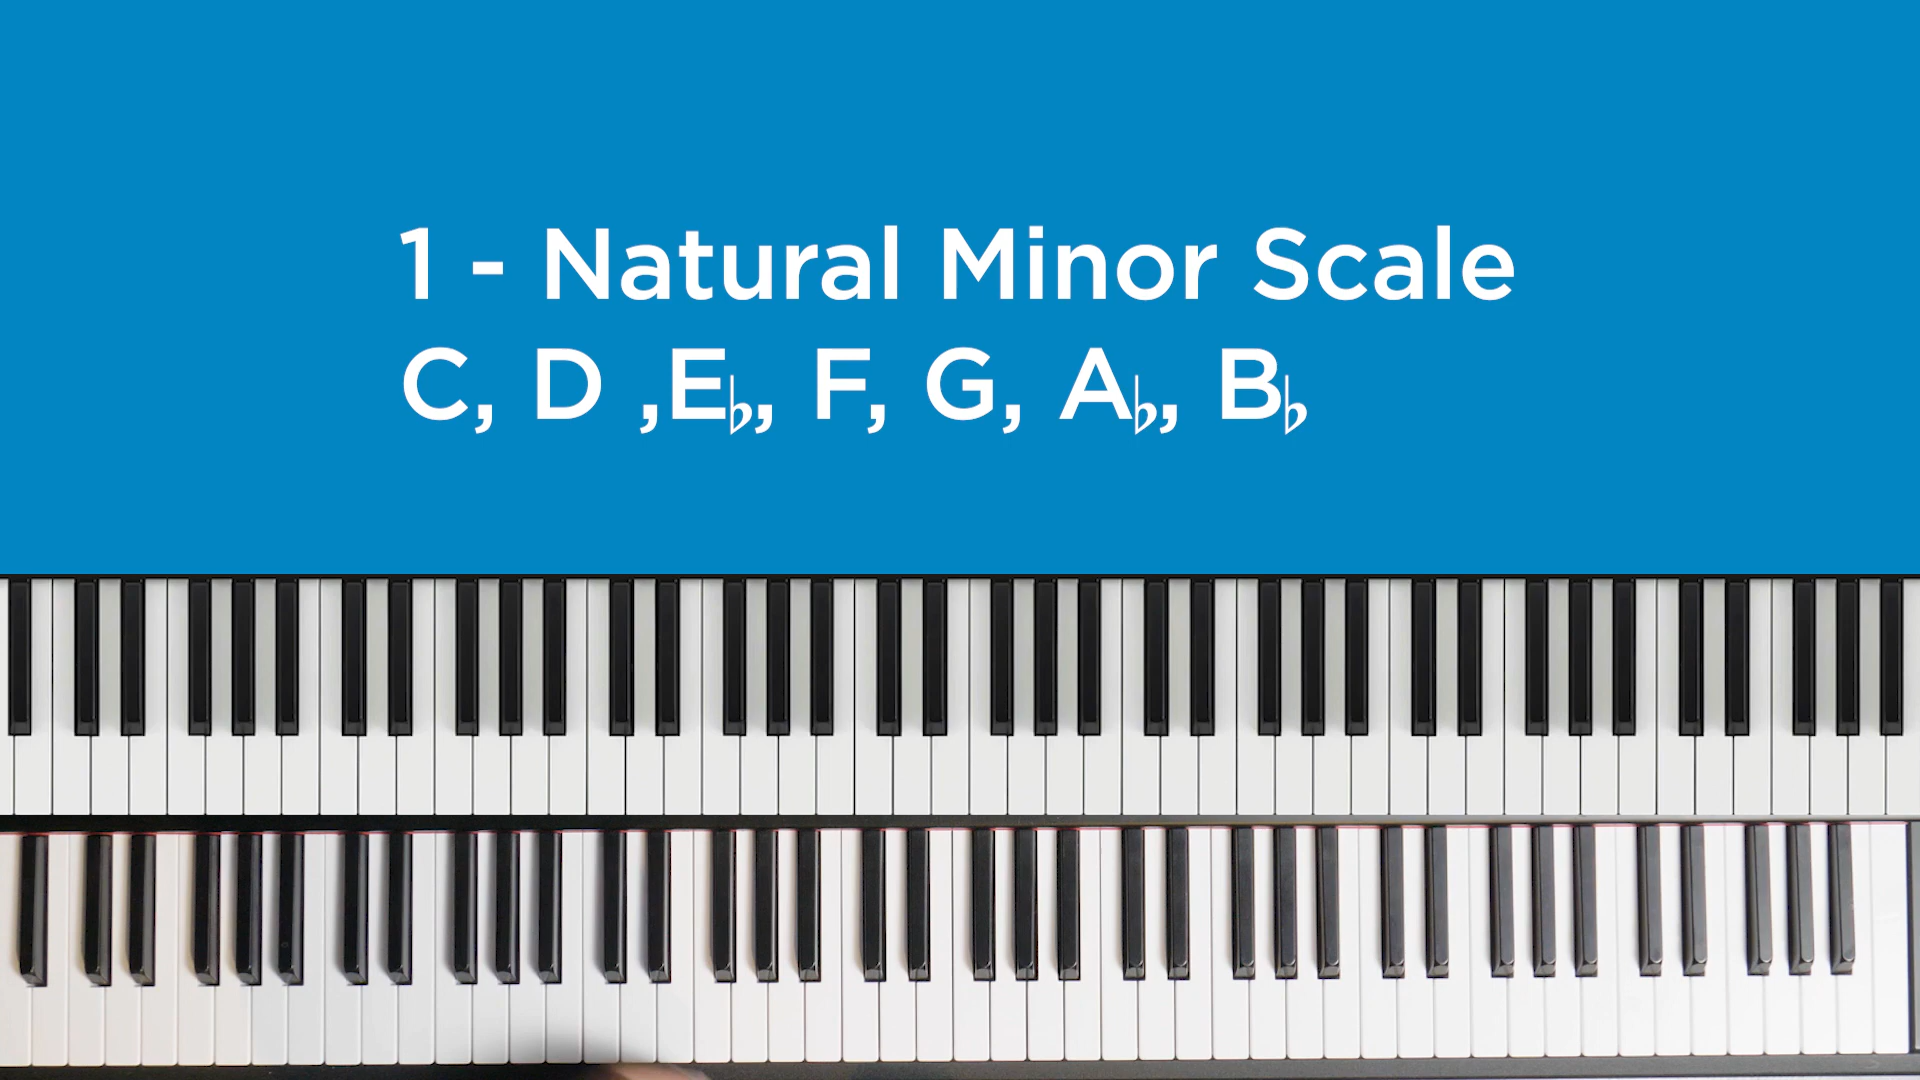 1 - Natural Minor Scale
C, D ,E♭, F, G, A♭, B♭